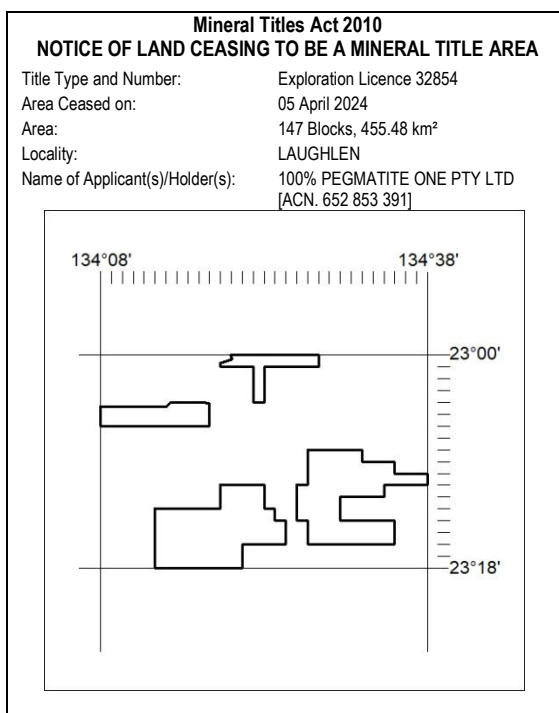 Mineral Titles Act 2010
NOTICE OF LAND CEASING TO BE A MINERAL TITLE AREA
Title Type and Number: Exploration Licence 32854
Area Ceased on: 05 April 2024
Area: 147 Blocks, 455.48 km²
Locality: LAUGHLEN
Name of Applicant(s)/Holder(s): 100% PEGMATITE ONE PTY LTD
[ACN. 652 853 391]
134°08' 134°38'
23°00'
23°18'